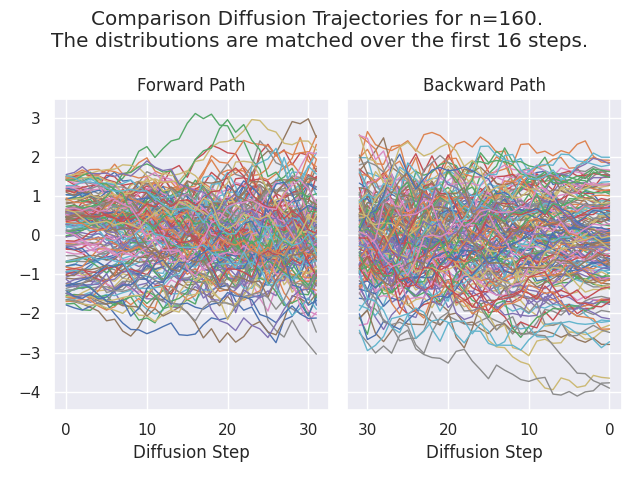 Comparison Diffusion Trajectories for n=160.
The distributions are matched over the first 16 steps.
Forward Path
Backward Path
3
2
1
0
−1
−2
−3
−4
0 10 20 30
30 20 10 0
Diffusion Step
Diffusion Step